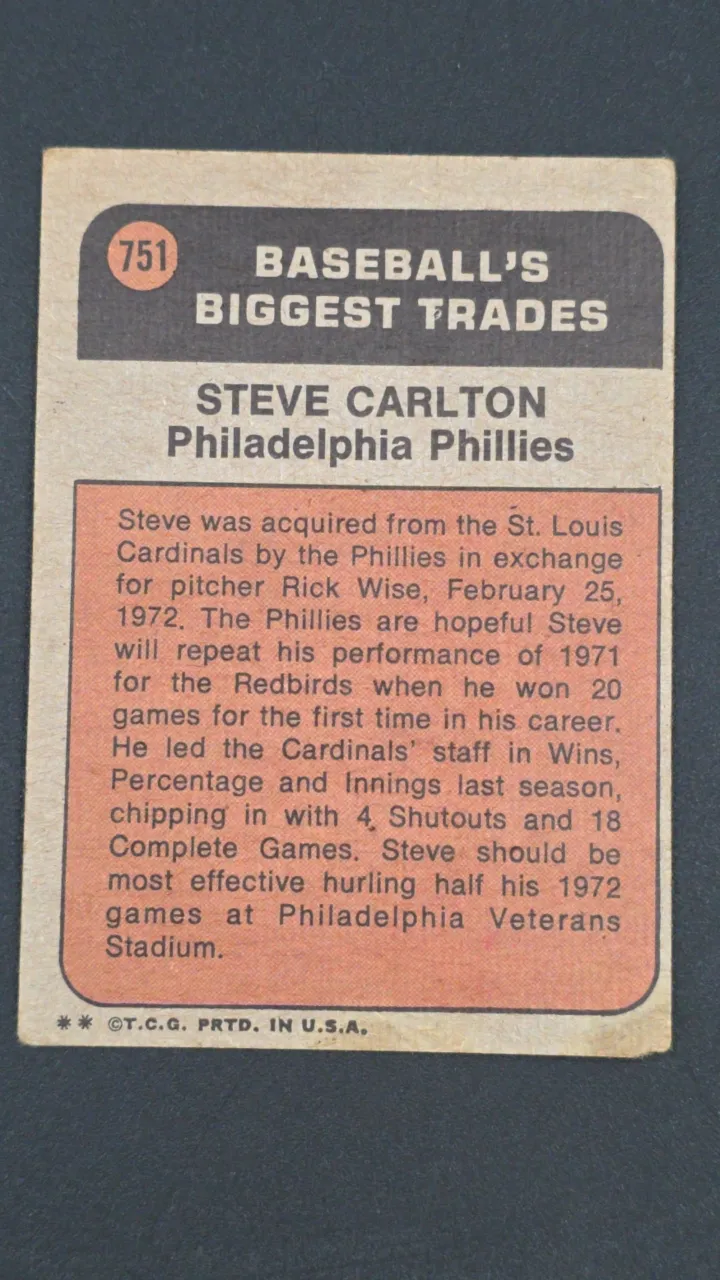 751
BASEBALL'S
BIGGEST TRADES
STEVE CARLTON
Philadelphia Phillies
Steve was acquired from the St. Louis
Cardinals by the Phillies in exchange
for pitcher Rick Wise, February 25,
1972. The Phillies are hopeful Steve
will repeat his performance of 1971
for the Redbirds when he won 20
games for the first time in his career.
He led the Cardinals' staff in Wins,
Percentage and Innings last season,
chipping in with 4 Shutouts and 18
Complete Games. Steve should be
most effective hurling half his 1972
games at Philadelphia Veterans
Stadium.
** ©T.C.G. PRTD. IN U.S.A.